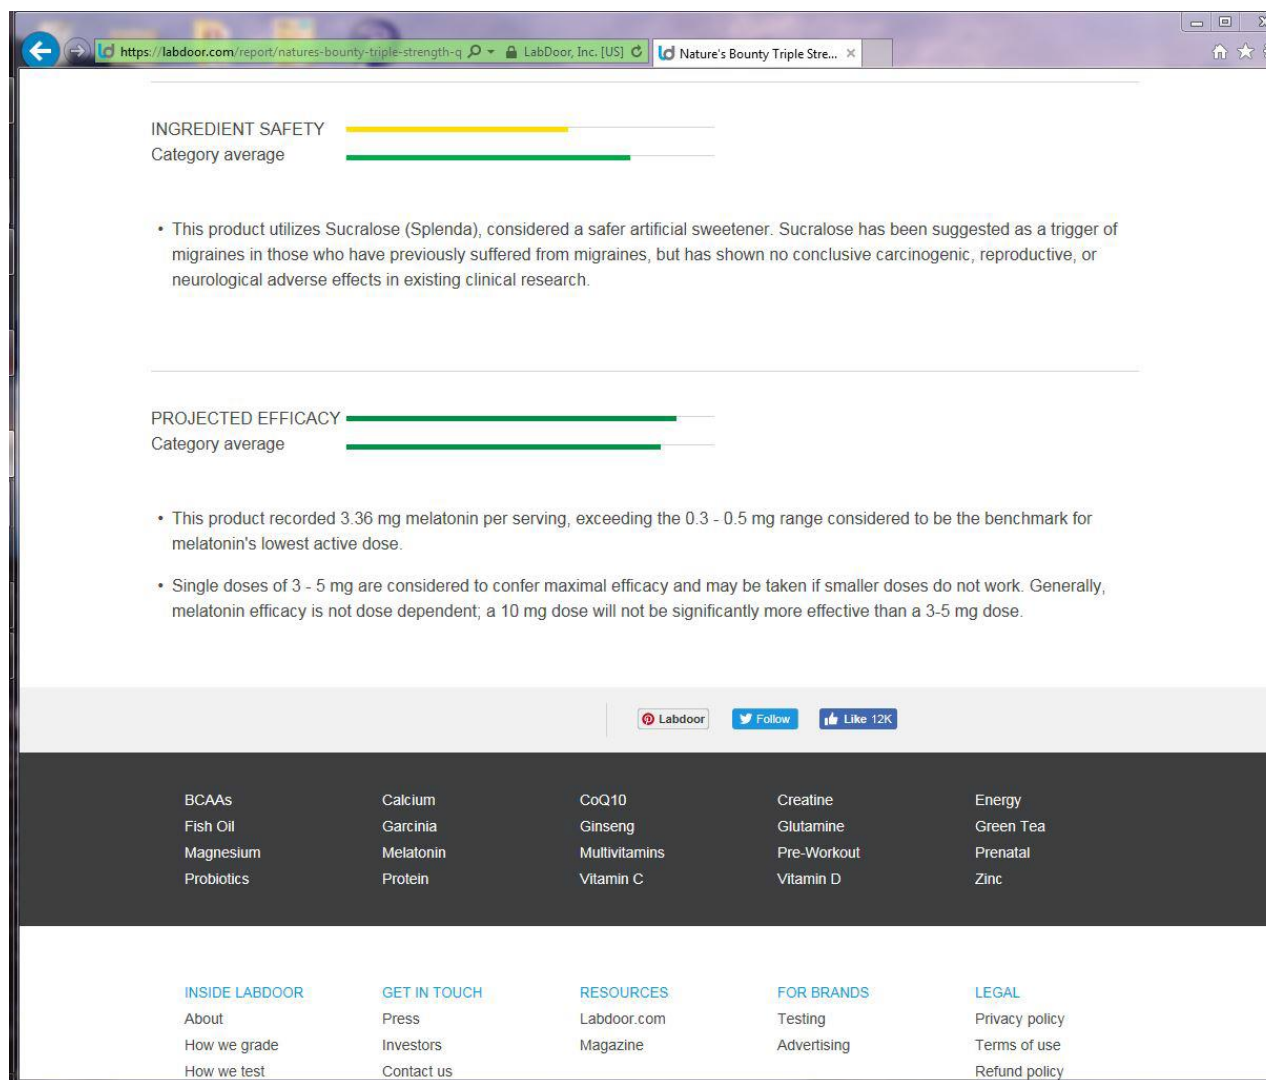 https://labdoor.com/report/natures-bounty-triple-strength-q
LabDoor, Inc. [US]
Nature's Bounty Triple Stre...
INGREDIENT SAFETY
Category average
• This product utilizes Sucralose (Splenda), considered a safer artificial sweetener. Sucralose has been suggested as a trigger of
migraines in those who have previously suffered from migraines, but has shown no conclusive carcinogenic, reproductive, or
neurological adverse effects in existing clinical research.
PROJECTED EFFICACY
Category average
• This product recorded 3.36 mg melatonin per serving, exceeding the 0.3 - 0.5 mg range considered to be the benchmark for
melatonin's lowest active dose.
• Single doses of 3 - 5 mg are considered to confer maximal efficacy and may be taken if smaller doses do not work. Generally,
melatonin efficacy is not dose dependent; a 10 mg dose will not be significantly more effective than a 3-5 mg dose.
Labdoor Follow Like 12K
BCAAs Calcium CoQ10 Creatine Energy
Fish Oil Garcinia Ginseng Glutamine Green Tea
Magnesium Melatonin Multivitamins Pre-Workout Prenatal
Probiotics Protein Vitamin C Vitamin D Zinc
INSIDE LABDOOR GET IN TOUCH RESOURCES FOR BRANDS LEGAL
About Press Labdoor.com Testing Privacy policy
How we grade Investors Magazine Advertising Terms of use
How we test Contact us Refund policy